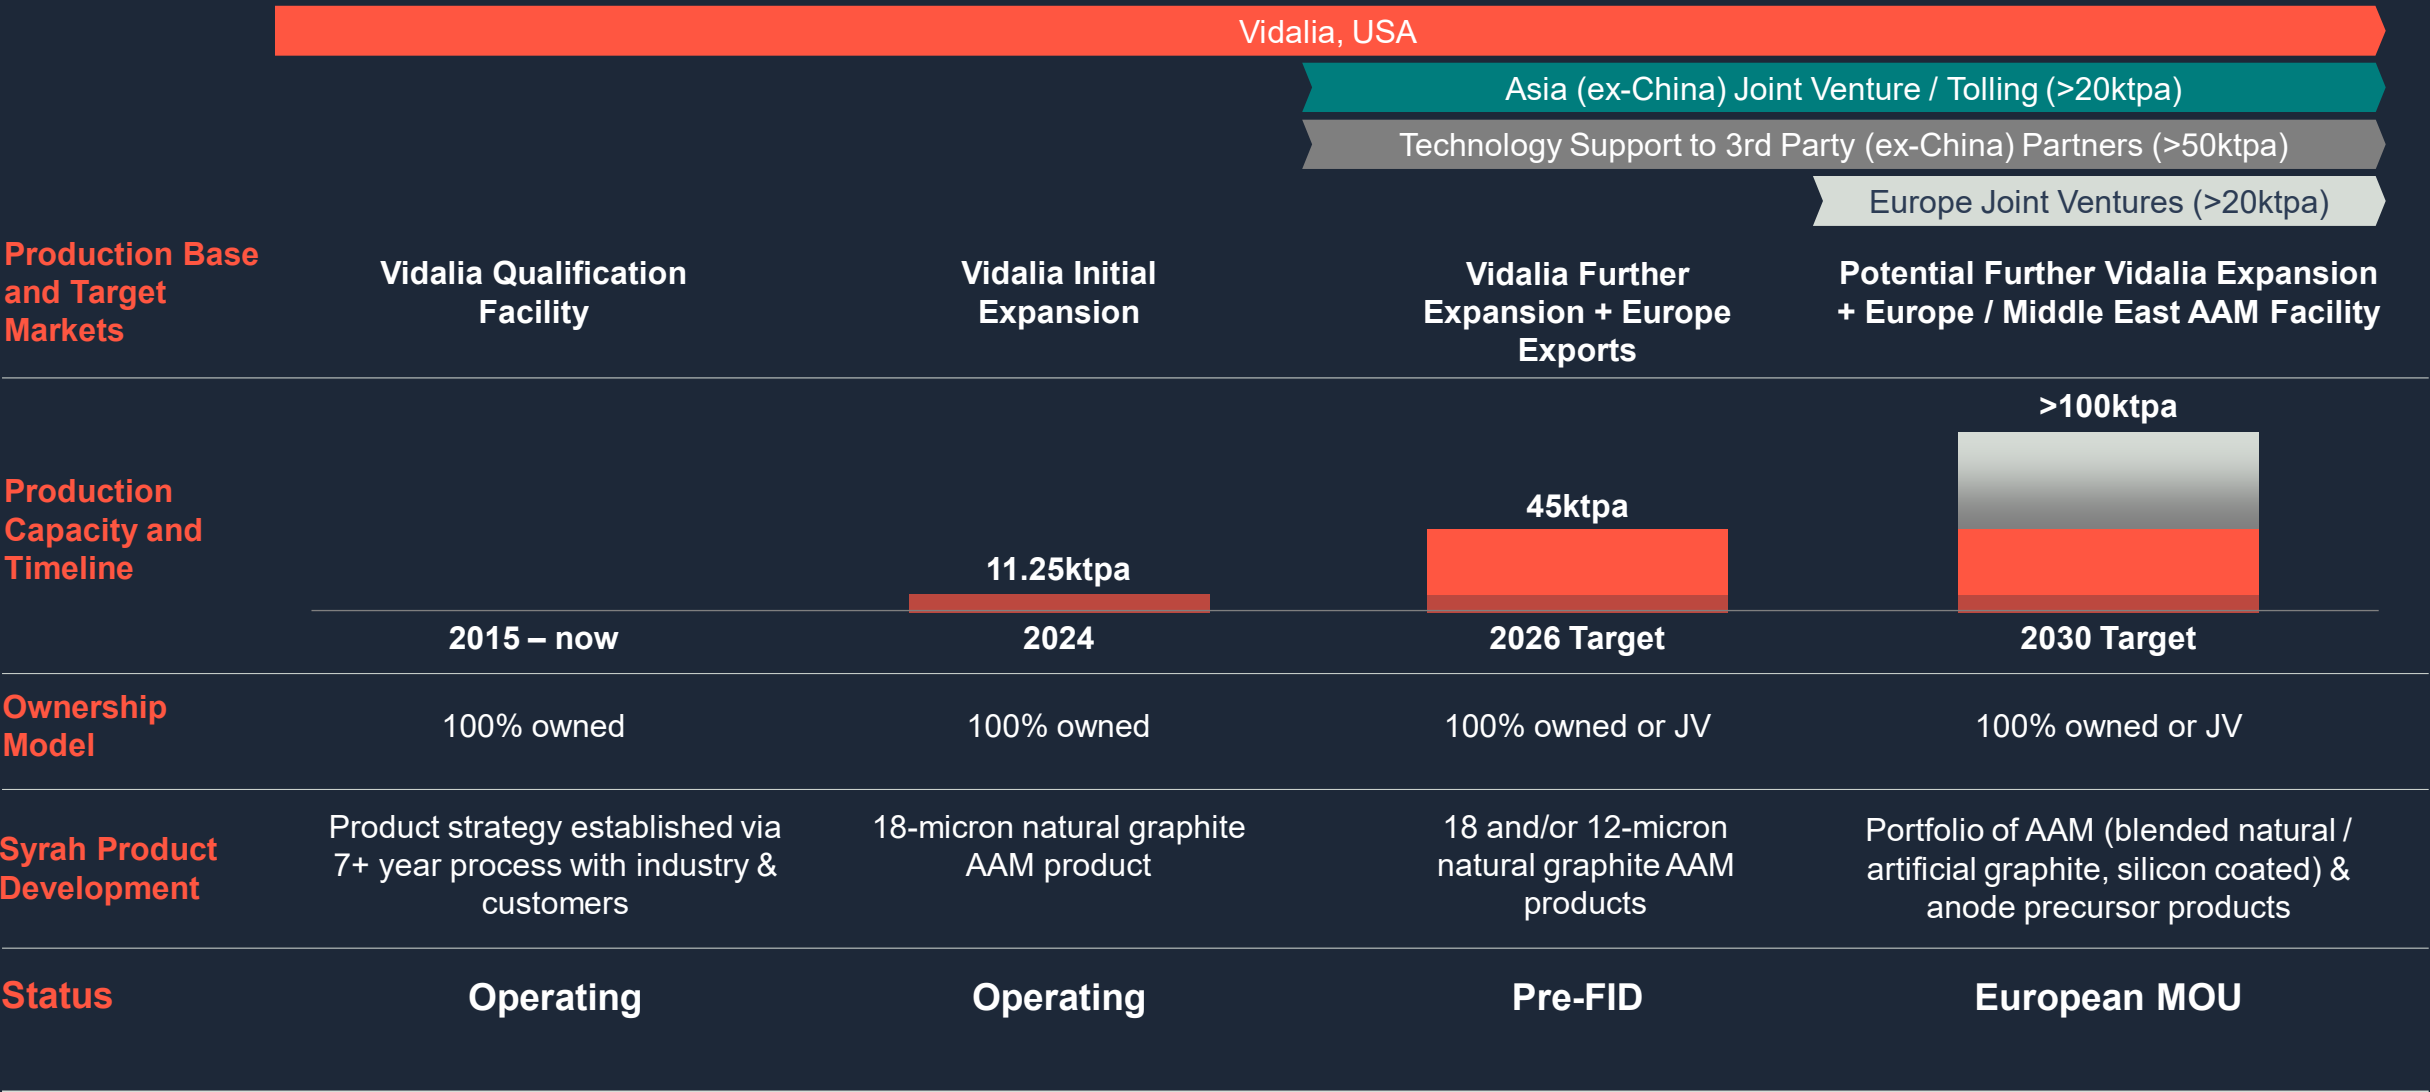 Vidalia, USA
Asia (ex-China) Joint Venture / Tolling (>20ktpa)
Technology Support to 3rd Party (ex-China) Partners (>50ktpa)
Europe Joint Ventures (>20ktpa)
Production Base
and Target
Markets
Vidalia Qualification
Facility
Vidalia Initial
Expansion
Vidalia Further
Expansion + Europe
Exports
Potential Further Vidalia Expansion
+ Europe / Middle East AAM Facility
Production
Capacity and
Timeline
11.25ktpa
45ktpa
>100ktpa
2015 – now
2024
2026 Target
2030 Target
Ownership
Model
100% owned
100% owned
100% owned or JV
100% owned or JV
Syrah Product
Development
Product strategy established via
7+ year process with industry &
customers
18-micron natural graphite
AAM product
18 and/or 12-micron
natural graphite AAM
products
Portfolio of AAM (blended natural /
artificial graphite, silicon coated) &
anode precursor products
Status
Operating
Operating
Pre-FID
European MOU